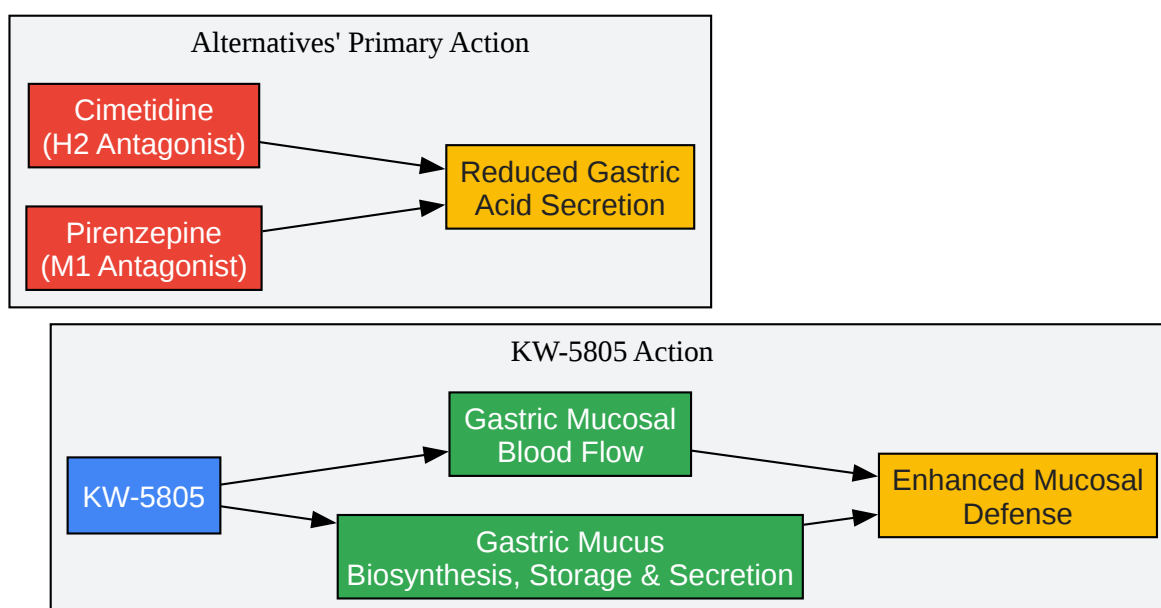 Alternatives' Primary Action
Cimetidine
(H2 Antagonist)
Pirenzepine
(M1 Antagonist)
Reduced Gastric
Acid Secretion
KW-5805 Action
KW-5805
Gastric Mucosal
Blood Flow
Gastric Mucus
Biosynthesis, Storage & Secretion
Enhanced Mucosal
Defense